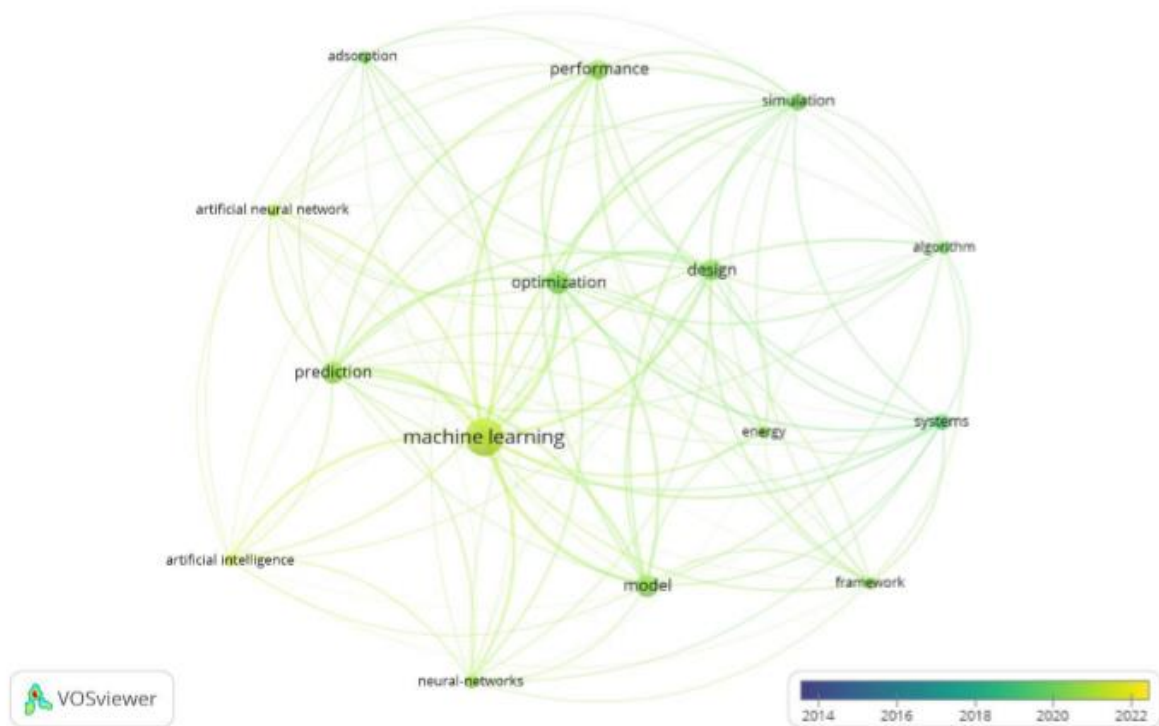 adsorption
performance
simulation
artificial neural network
algorithm
optimization
design
prediction
machine learning
energy
systems
artificial intelligence
model
framework
neural-networks
VOSviewer
2014 2016 2018 2020 2022